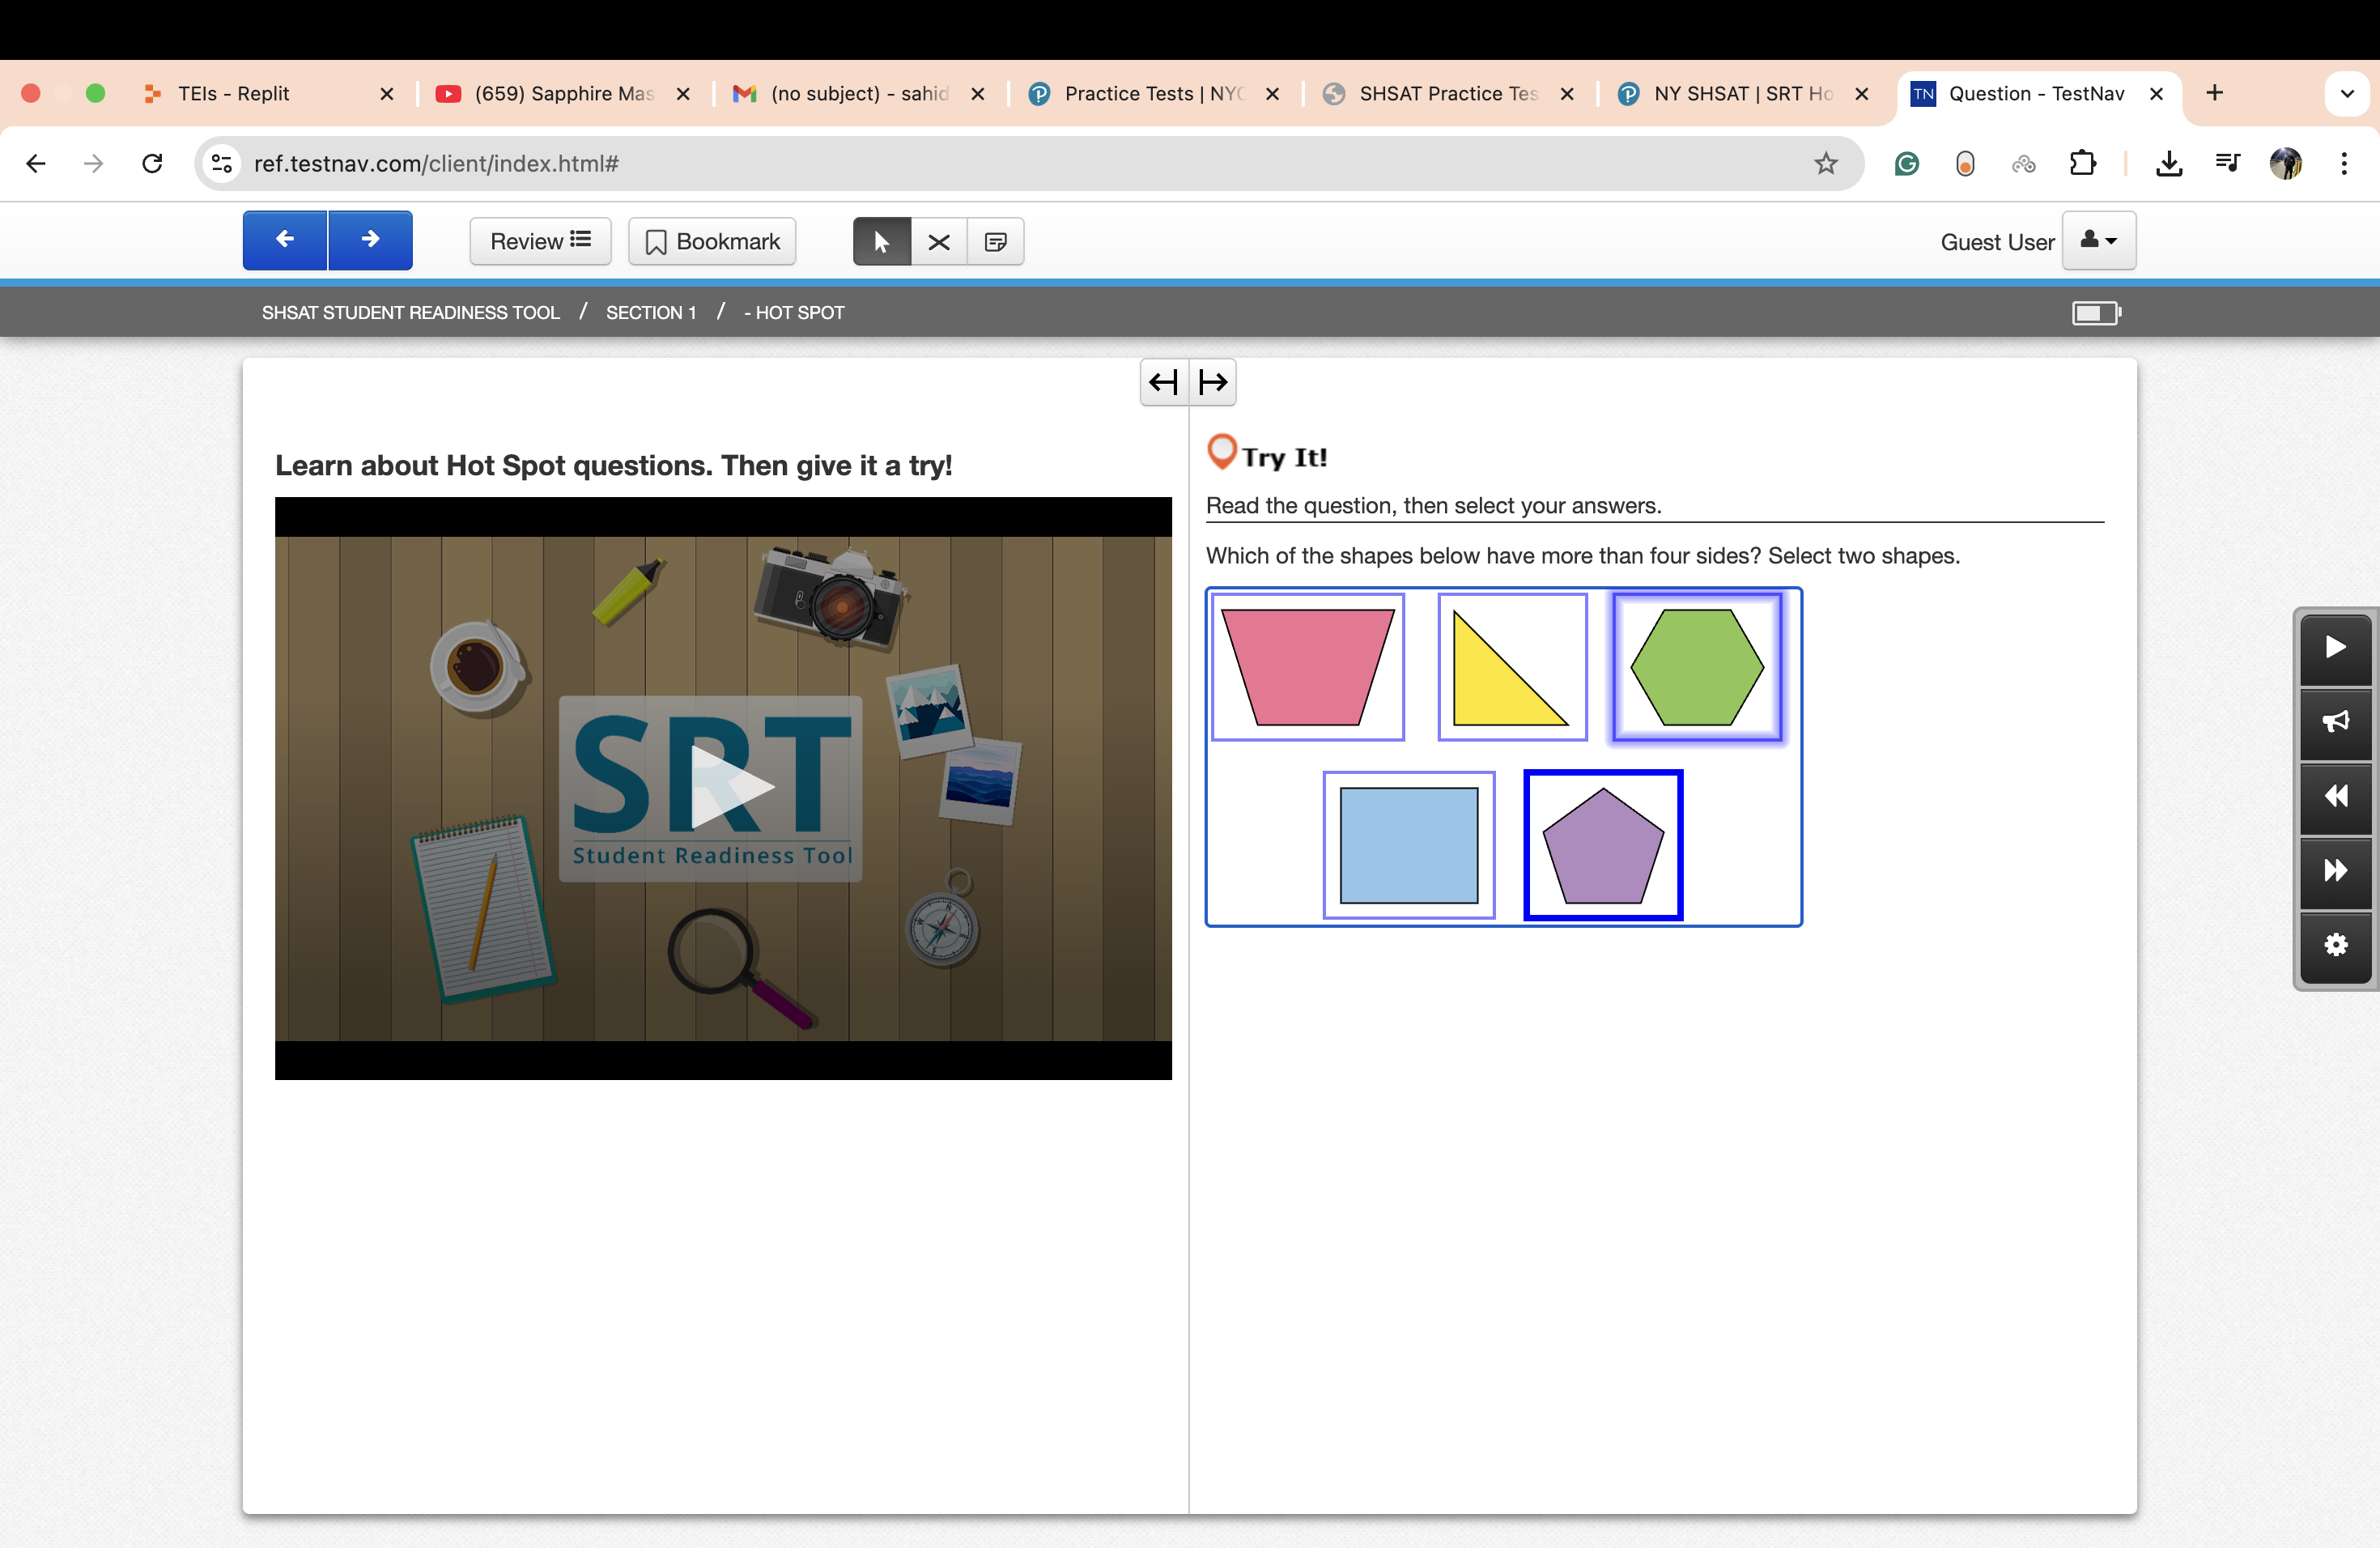 TEIs - Replit
(659) Sapphire Mas
(no subject) - sahid
Practice Tests | NYC
SHSAT Practice Tes
NY SHSAT | SRT Ho
TN Question - TestNav
ref.testnav.com/client/index.html#
Review
Bookmark
Guest User
SHSAT STUDENT READINESS TOOL / SECTION 1 / - HOT SPOT
Learn about Hot Spot questions. Then give it a try!
SRT
Student Readiness Tool
Try It!
Read the question, then select your answers.
Which of the shapes below have more than four sides? Select two shapes.